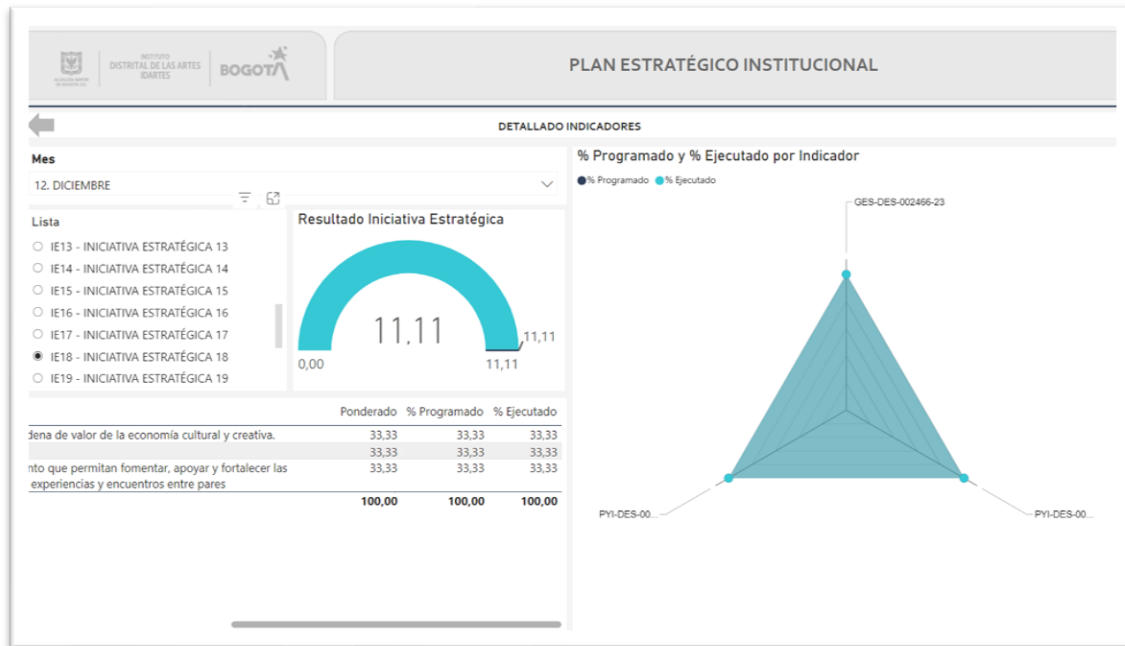 INSTITUTO
DISTRITAL DE LAS ARTES
IDARTES
BOGOTÁ
PLAN ESTRATÉGICO INSTITUCIONAL
DETALLADO INDICADORES
Mes
12. DICIEMBRE
Lista
IE13 - INICIATIVA ESTRATÉGICA 13
IE14 - INICIATIVA ESTRATÉGICA 14
IE15 - INICIATIVA ESTRATÉGICA 15
IE16 - INICIATIVA ESTRATÉGICA 16
IE17 - INICIATIVA ESTRATÉGICA 17
IE18 - INICIATIVA ESTRATÉGICA 18
IE19 - INICIATIVA ESTRATÉGICA 19
Resultado Iniciativa Estratégica
11,11
11,11
0,00
11,11
Ponderado % Programado % Ejecutado
dena de valor de la economía cultural y creativa. 33,33 33,33 33,33
33,33 33,33 33,33
nto que permitan fomentar, apoyar y fortalecer las 33,33 33,33 33,33
experiencias y encuentros entre pares
100,00 100,00 100,00
% Programado y % Ejecutado por Indicador
% Programado % Ejecutado
GES-DES-002466-23
PYI-DES-00...
PYI-DES-00...